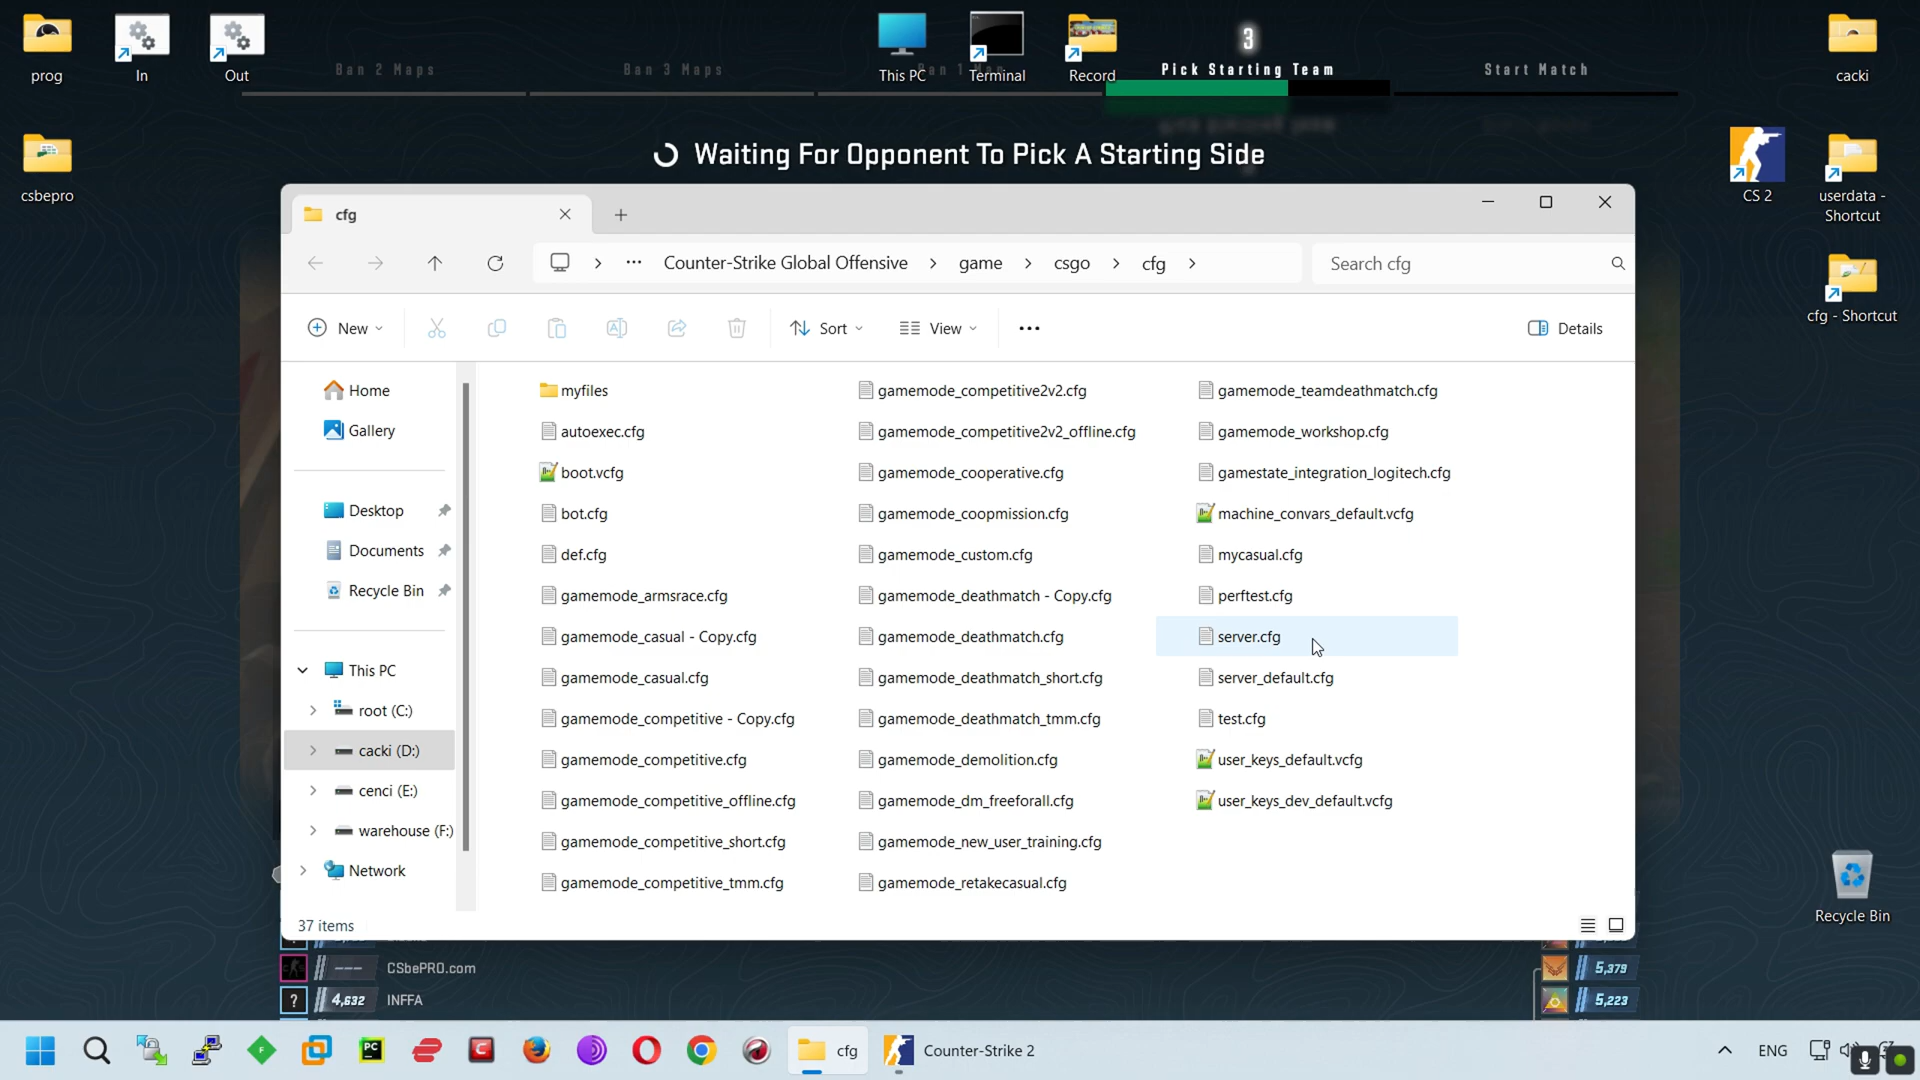 prog
In
Out
This PC
Terminal
Record
cacki
Ban 2 Maps
Ban 3 Maps
Ban 1 Map
3
Pick Starting Team
Start Match
csbepro
Waiting For Opponent To Pick A Starting Side
CS 2
userdata -
Shortcut
cfg - Shortcut
Recycle Bin
cfg
Counter-Strike Global Offensive
game
csgo
cfg
Search cfg
New
Sort
View
Details
Home
Gallery
Desktop
Documents
Recycle Bin
This PC
root (C:)
cacki (D:)
cenci (E:)
warehouse (F:)
Network
myfiles
autoexec.cfg
boot.vcfg
bot.cfg
def.cfg
gamemode_armsrace.cfg
gamemode_casual - Copy.cfg
gamemode_casual.cfg
gamemode_competitive - Copy.cfg
gamemode_competitive.cfg
gamemode_competitive_offline.cfg
gamemode_competitive_short.cfg
gamemode_competitive_tmm.cfg
gamemode_competitive2v2.cfg
gamemode_competitive2v2_offline.cfg
gamemode_cooperative.cfg
gamemode_coopmission.cfg
gamemode_custom.cfg
gamemode_deathmatch - Copy.cfg
gamemode_deathmatch.cfg
gamemode_deathmatch_short.cfg
gamemode_deathmatch_tmm.cfg
gamemode_demolition.cfg
gamemode_dm_freeforall.cfg
gamemode_new_user_training.cfg
gamemode_retakecasual.cfg
gamemode_teamdeathmatch.cfg
gamemode_workshop.cfg
gamestate_integration_logitech.cfg
machine_convars_default.vcfg
mycasual.cfg
perftest.cfg
server.cfg
server_default.cfg
test.cfg
user_keys_default.vcfg
user_keys_dev_default.vcfg
37 items
--- CSbePRO.com
5,379
? 4,632 INFFA
5,223
cfg
Counter-Strike 2
ENG